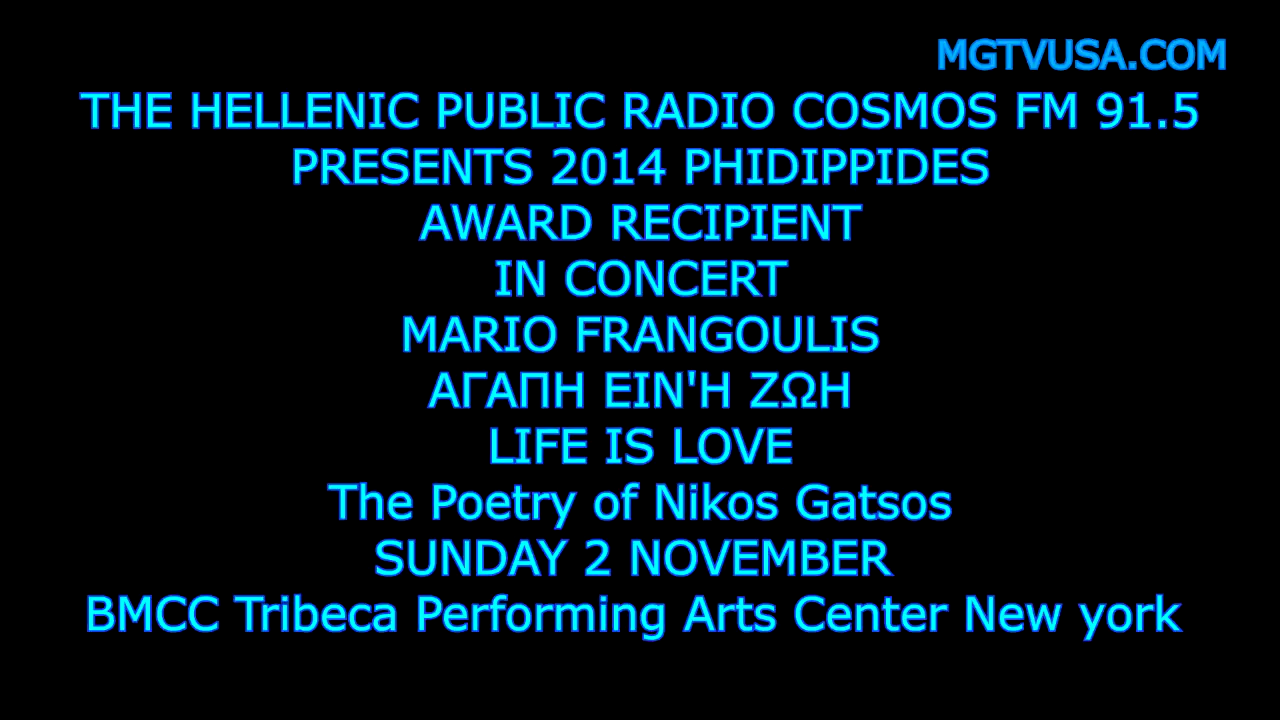 MGTVUSA.COM
THE HELLENIC PUBLIC RADIO COSMOS FM 91.5
PRESENTS 2014 PHIDIPPIDES
AWARD RECIPIENT
IN CONCERT
MARIO FRANGOULIS
ΑΓΑΠΗ ΕΙΝ'Η ΖΩΗ
LIFE IS LOVE
The Poetry of Nikos Gatsos
SUNDAY 2 NOVEMBER
BMCC Tribeca Performing Arts Center New york